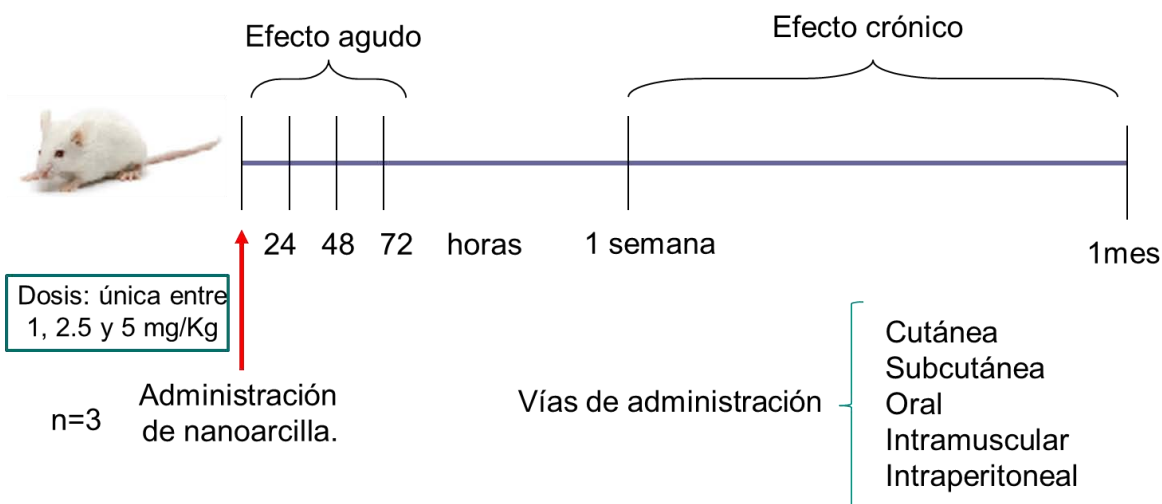 Efecto agudo
Efecto crónico
24 48 72 horas 1 semana
1mes
Dosis: única entre
1, 2.5 y 5 mg/Kg
n=3
Administración
de nanoarcilla.
Vías de administración
Cutánea
Subcutánea
Oral
Intramuscular
Intraperitoneal